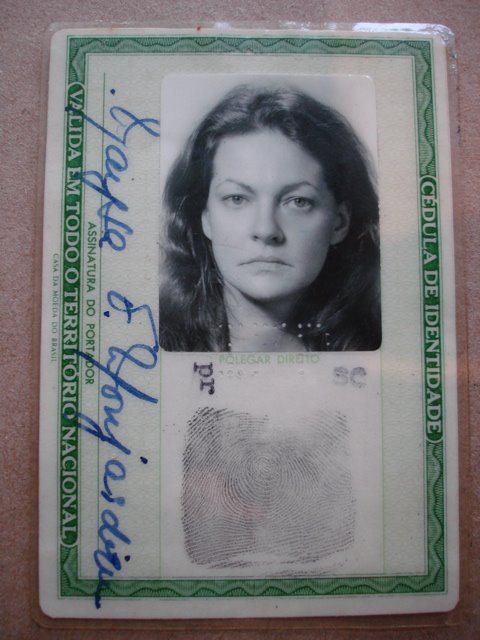 CÉDULA DE IDENTIDADE
POLEGAR DIREITO
SC
ASSINATURA DO PORTADOR
(VÁLIDA EM TODO O TERRITÓRIO NACIONAL)
CASA DA MOEDA DO BRASIL